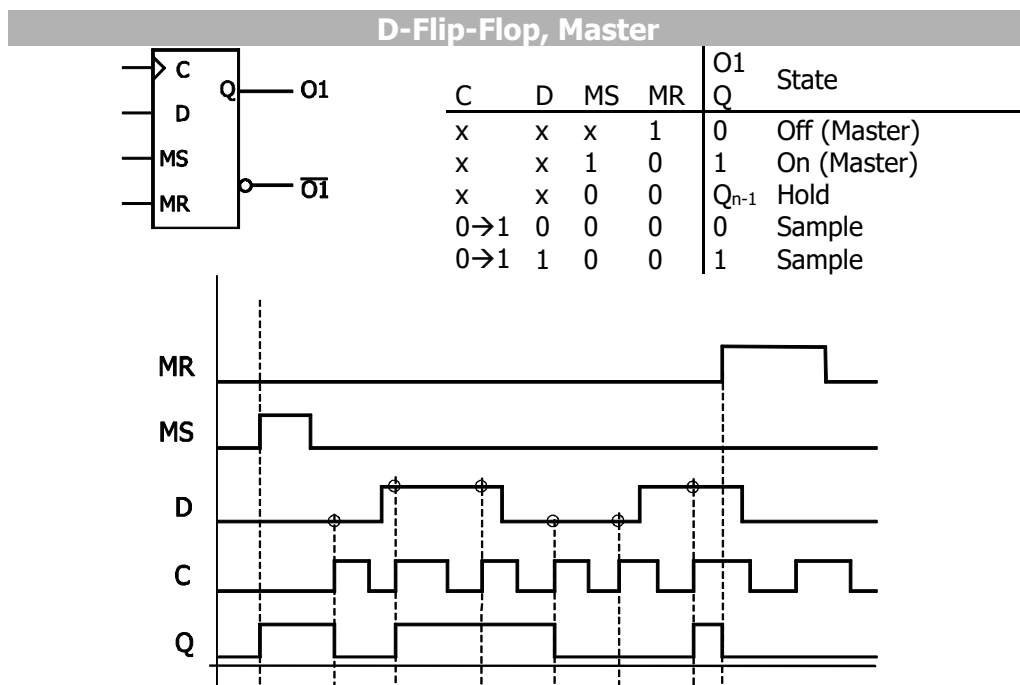 D-Flip-Flop, Master
C
Q
O1
D
MS
O1
MR
C D MS MR O1 Q State
x x x 1 0 Off (Master)
x x 1 0 1 On (Master)
x x 0 0 Qn-1 Hold
0→1 0 0 0 0 Sample
0→1 1 0 0 1 Sample
MR
MS
D
C
Q